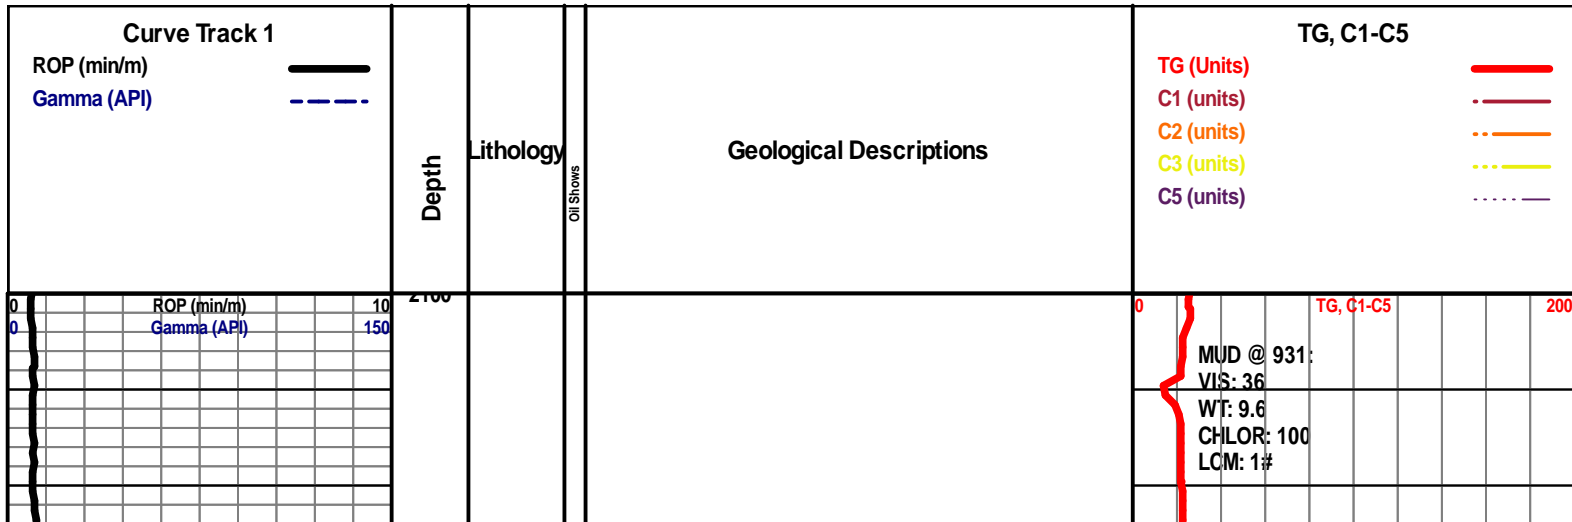 Curve Track 1
ROP (min/m)
Gamma (API)
Depth
Lithology
Oil Shows
Geological Descriptions
TG, C1-C5
TG (Units)
C1 (units)
C2 (units)
C3 (units)
C5 (units)
0 ROP (min/m) 10
0 Gamma (API) 150
2100
0 TG, C1-C5 200
MUD @ 931:
VIS: 36
WT: 9.6
CHLOR: 100
LCM: 1#